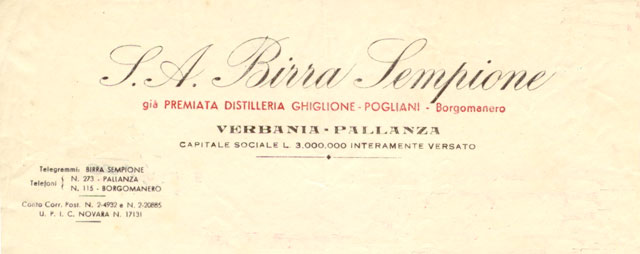 S. A. Birra Sempione
già PREMIATA DISTILLERIA GHIGLIONE - POGLIANI - Borgomanero
VERBANIA - PALLANZA
CAPITALE SOCIALE L. 3.000.000 INTERAMENTE VERSATO
Telegrammi: BIRRA SEMPIONE
Telefoni { N. 273 - PALLANZA
N. 115 - BORGOMANERO
Conto Corr. Post. N. 2-4932 e N. 2-20885
U. P. I. C. NOVARA N. 17131